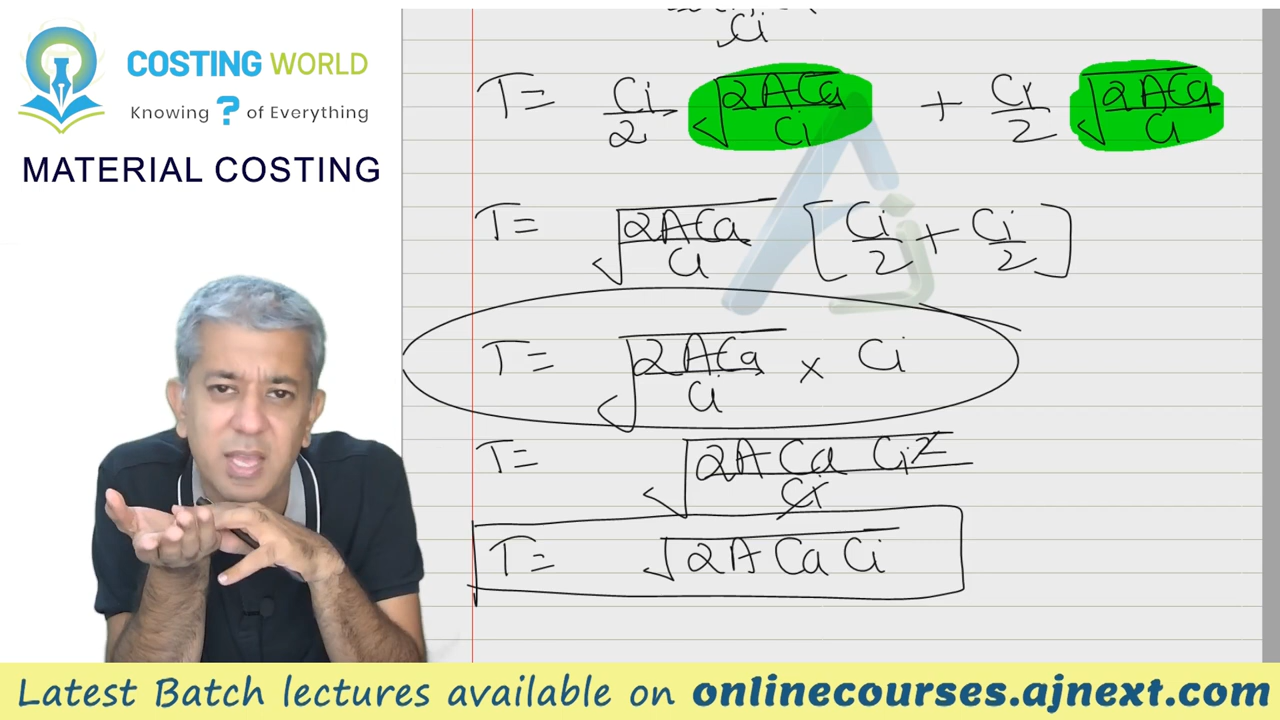 COSTING WORLD
Knowing ? of Everything
MATERIAL COSTING
Ci
T = Ci/2 √(2ACa/Ci) + Ci/2 √(2ACa/Ci)
T = √(2ACa/Ci) [Ci/2 + Ci/2]
T = √(2ACa/Ci) × Ci
T = √(2ACa Ci²/Ci)
T = √2ACaCi
Latest Batch lectures available on onlinecourses.ajnext.com